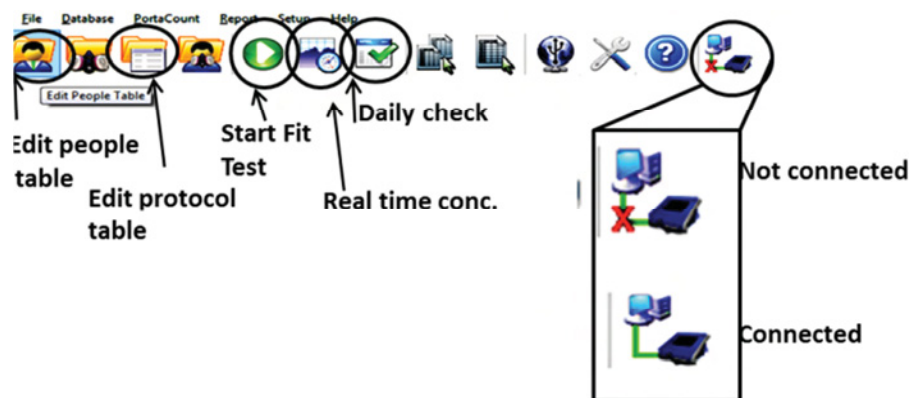 File Database PortaCount Report Setup Help
Edit People Table
Edit people
table
Edit protocol
table
Start Fit
Test
Real time conc.
Daily check
Not connected
Connected